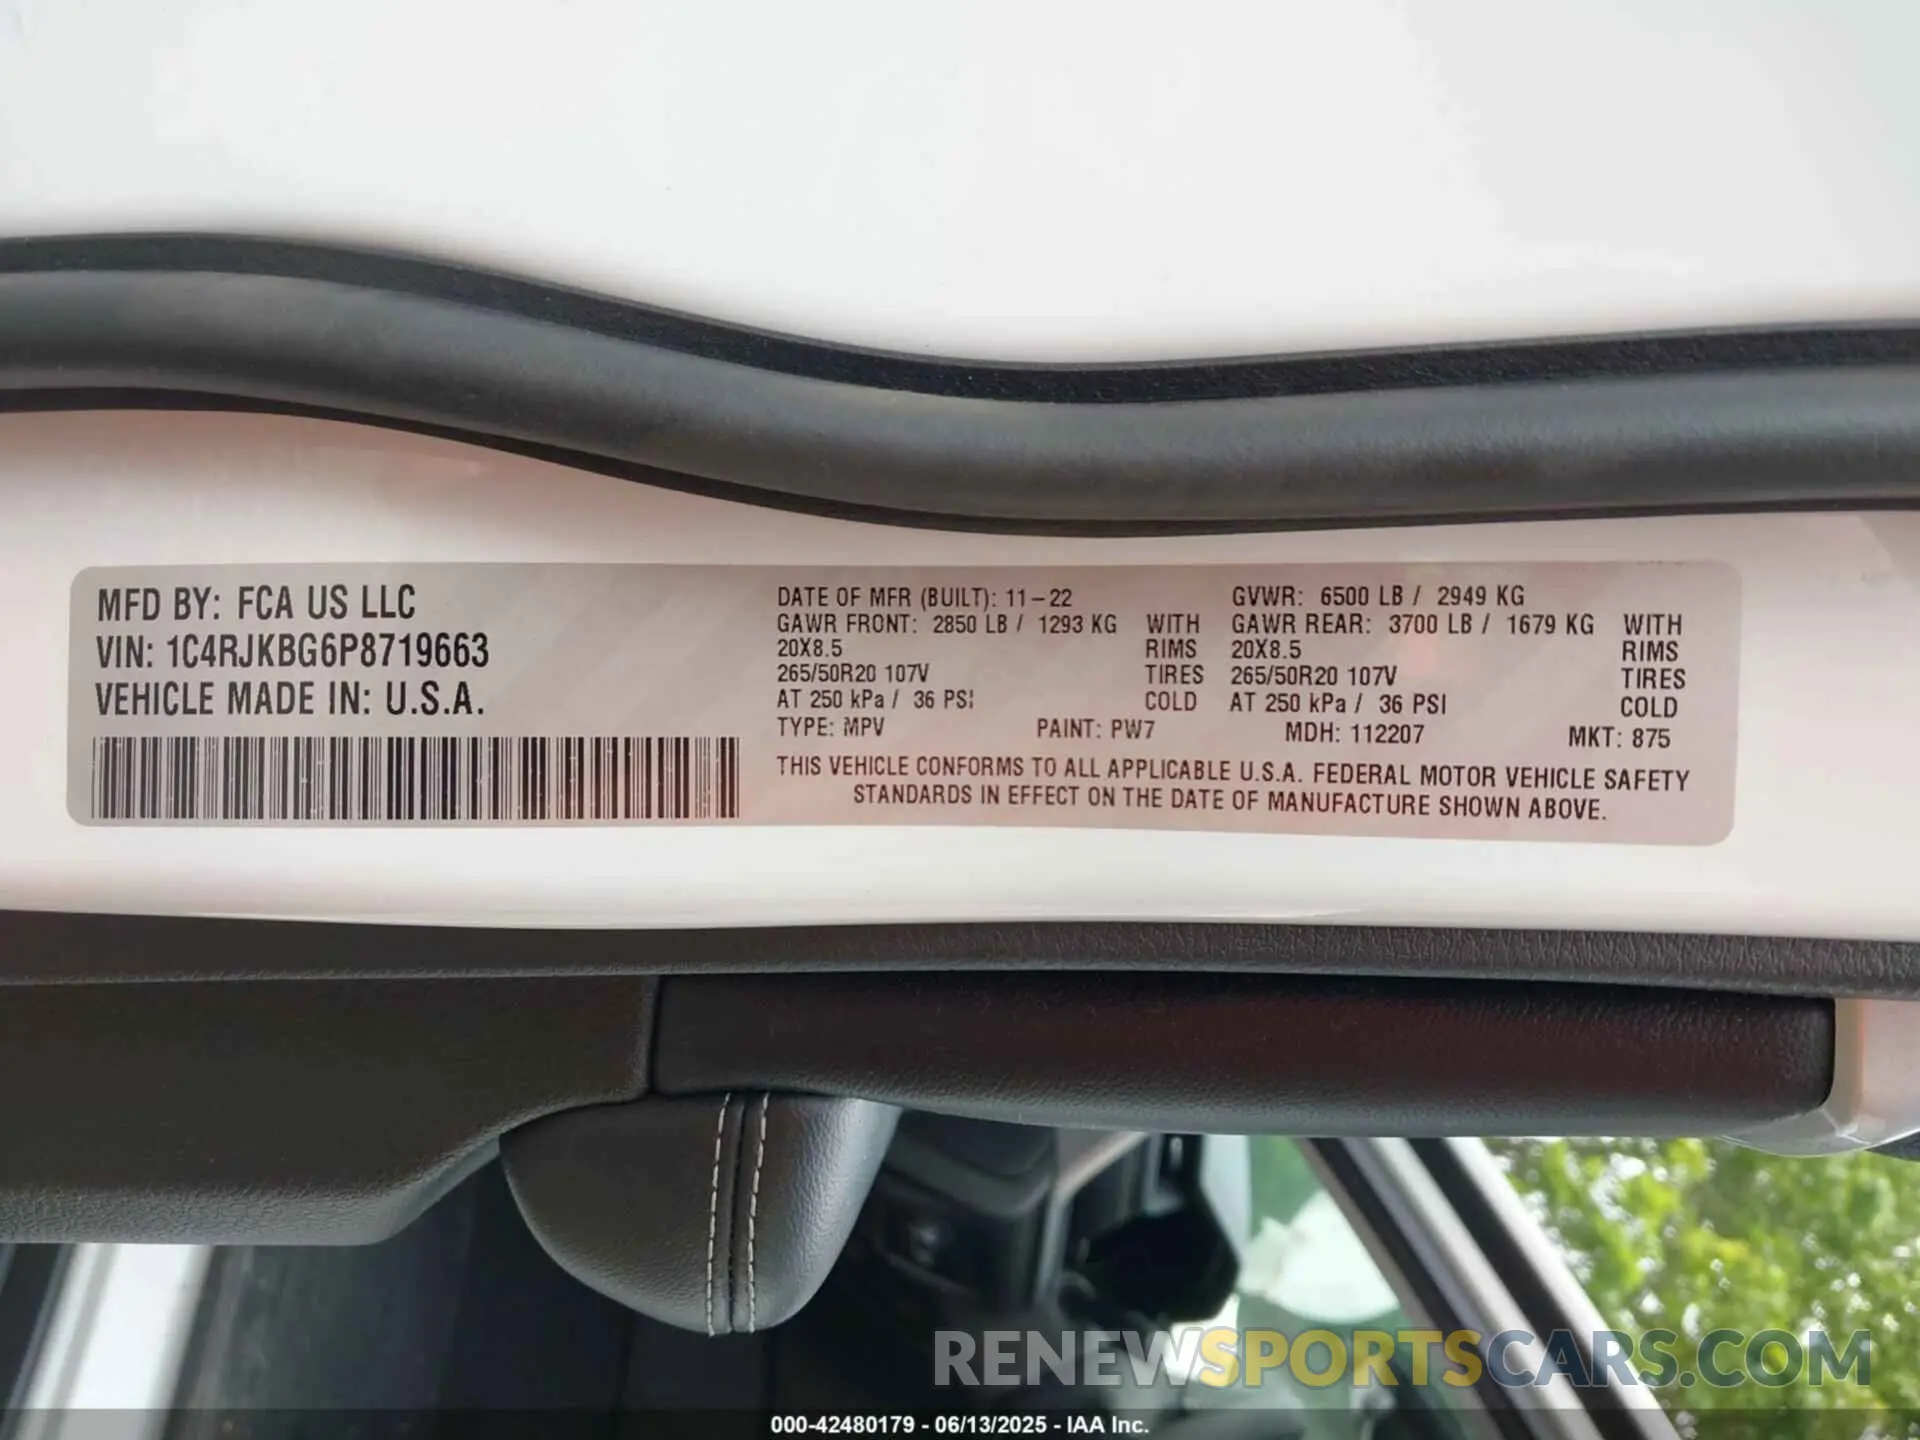 MFD BY: FCA US LLC
VIN: 1C4RJKBG6P8719663
VEHICLE MADE IN: U.S.A.
DATE OF MFR (BUILT): 11-22
GAWR FRONT: 2850 LB / 1293 KG WITH
20X8.5 RIMS
265/50R20 107V TIRES
AT 250 kPa / 36 PSI COLD
TYPE: MPV PAINT: PW7
GVWR: 6500 LB / 2949 KG
GAWR REAR: 3700 LB / 1679 KG WITH
20X8.5 RIMS
265/50R20 107V TIRES
AT 250 kPa / 36 PSI COLD
MDH: 112207 MKT: 875
THIS VEHICLE CONFORMS TO ALL APPLICABLE U.S.A. FEDERAL MOTOR VEHICLE SAFETY
STANDARDS IN EFFECT ON THE DATE OF MANUFACTURE SHOWN ABOVE.
RENEWSPORTSCARS.COM
000-42480179 - 06/13/2025 - IAA Inc.